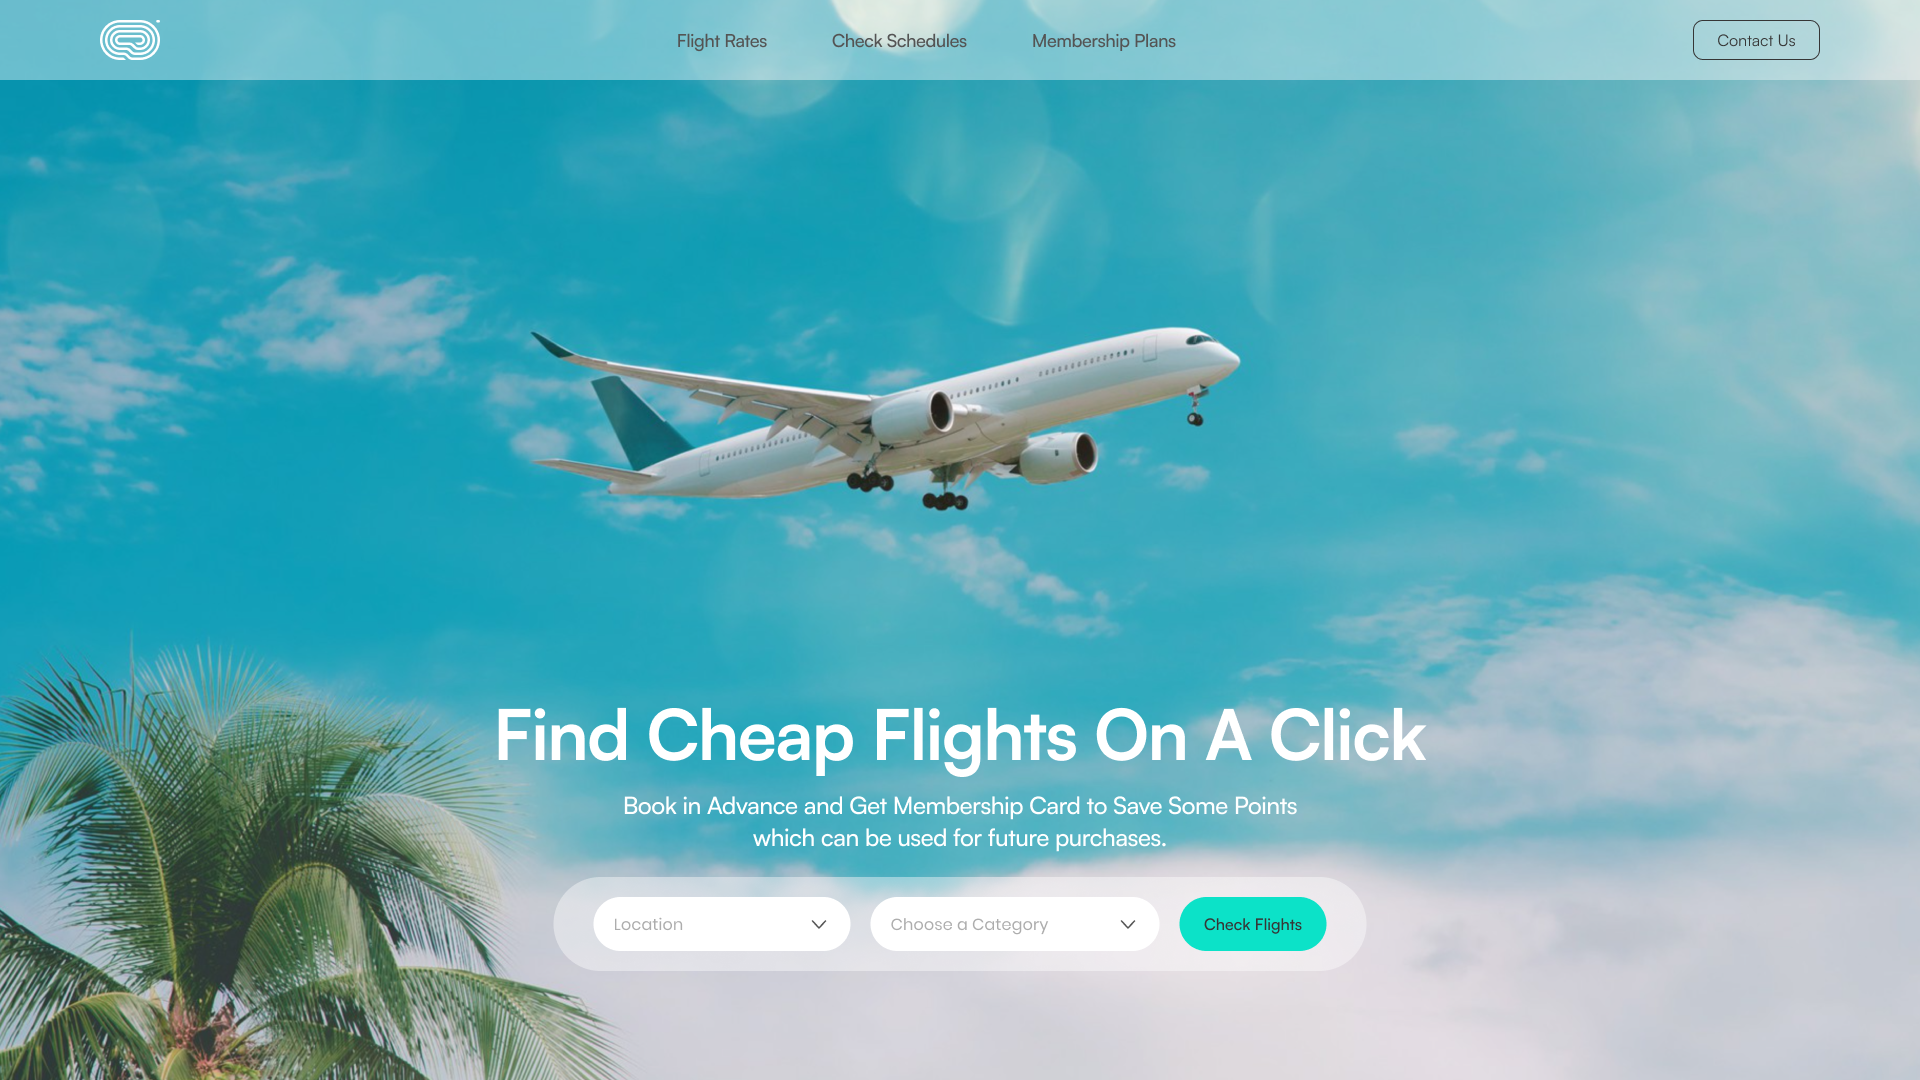 Flight Rates
Check Schedules
Membership Plans
Contact Us
Find Cheap Flights On A Click
Book in Advance and Get Membership Card to Save Some Points
which can be used for future purchases.
Location
Choose a Category
Check Flights